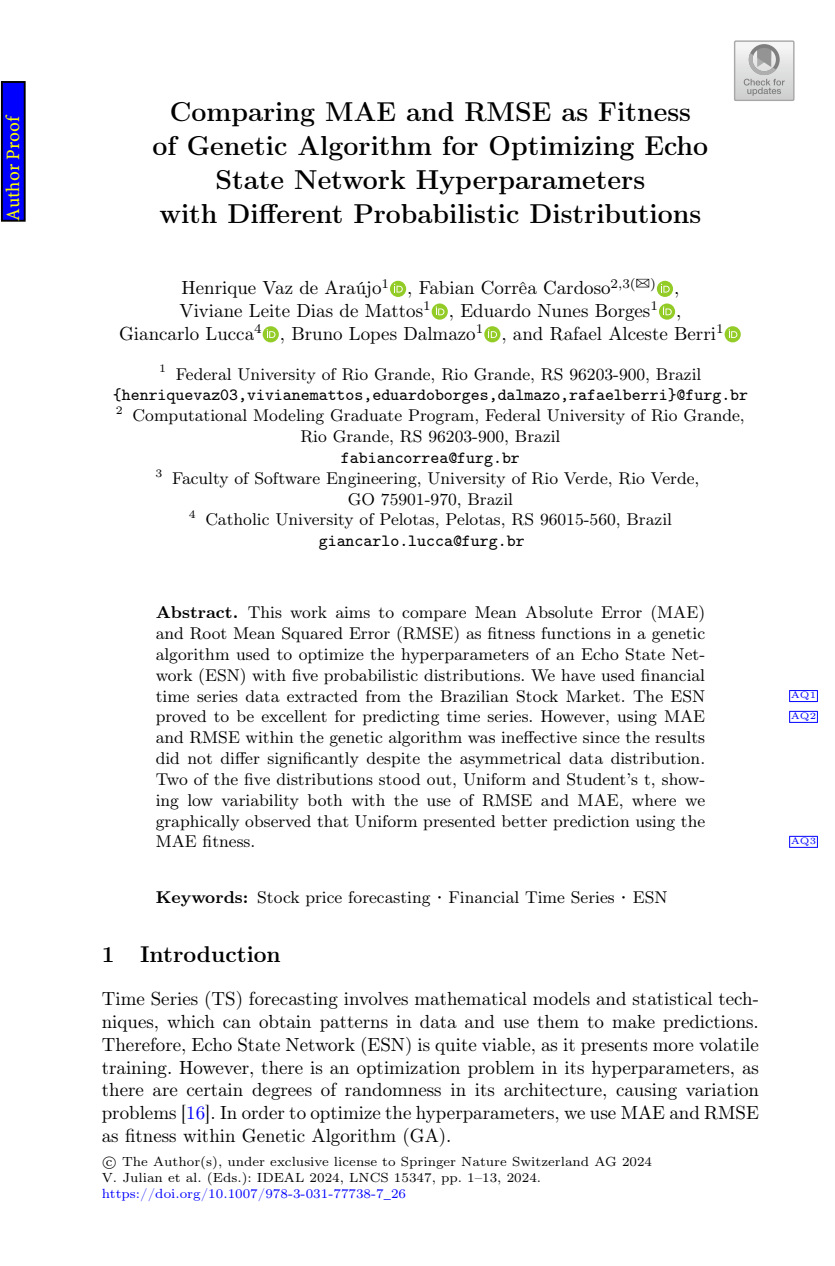 Check for
updates
Author Proof
Comparing MAE and RMSE as Fitness
of Genetic Algorithm for Optimizing Echo
State Network Hyperparameters
with Different Probabilistic Distributions
Henrique Vaz de Araújo1 iD, Fabian Corrêa Cardoso2,3(✉) iD,
Viviane Leite Dias de Mattos1 iD, Eduardo Nunes Borges1 iD,
Giancarlo Lucca4 iD, Bruno Lopes Dalmazo1 iD, and Rafael Alceste Berri1 iD
1 Federal University of Rio Grande, Rio Grande, RS 96203-900, Brazil
{henriquevaz03,vivianemattos,eduardoborges,dalmazo,rafaelberri}@furg.br
2 Computational Modeling Graduate Program, Federal University of Rio Grande,
Rio Grande, RS 96203-900, Brazil
fabiancorrea@furg.br
3 Faculty of Software Engineering, University of Rio Verde, Rio Verde,
GO 75901-970, Brazil
4 Catholic University of Pelotas, Pelotas, RS 96015-560, Brazil
giancarlo.lucca@furg.br
Abstract. This work aims to compare Mean Absolute Error (MAE)
and Root Mean Squared Error (RMSE) as fitness functions in a genetic
algorithm used to optimize the hyperparameters of an Echo State Net-
work (ESN) with five probabilistic distributions. We have used financial
time series data extracted from the Brazilian Stock Market. The ESN
AQ1
proved to be excellent for predicting time series. However, using MAE
AQ2
and RMSE within the genetic algorithm was ineffective since the results
did not differ significantly despite the asymmetrical data distribution.
Two of the five distributions stood out, Uniform and Student's t, show-
ing low variability both with the use of RMSE and MAE, where we
graphically observed that Uniform presented better prediction using the
MAE fitness.
AQ3
Keywords: Stock price forecasting · Financial Time Series · ESN
1 Introduction
Time Series (TS) forecasting involves mathematical models and statistical tech-
niques, which can obtain patterns in data and use them to make predictions.
Therefore, Echo State Network (ESN) is quite viable, as it presents more volatile
training. However, there is an optimization problem in its hyperparameters, as
there are certain degrees of randomness in its architecture, causing variation
problems [16]. In order to optimize the hyperparameters, we use MAE and RMSE
as fitness within Genetic Algorithm (GA).
© The Author(s), under exclusive license to Springer Nature Switzerland AG 2024
V. Julian et al. (Eds.): IDEAL 2024, LNCS 15347, pp. 1–13, 2024.
https://doi.org/10.1007/978-3-031-77738-7_26